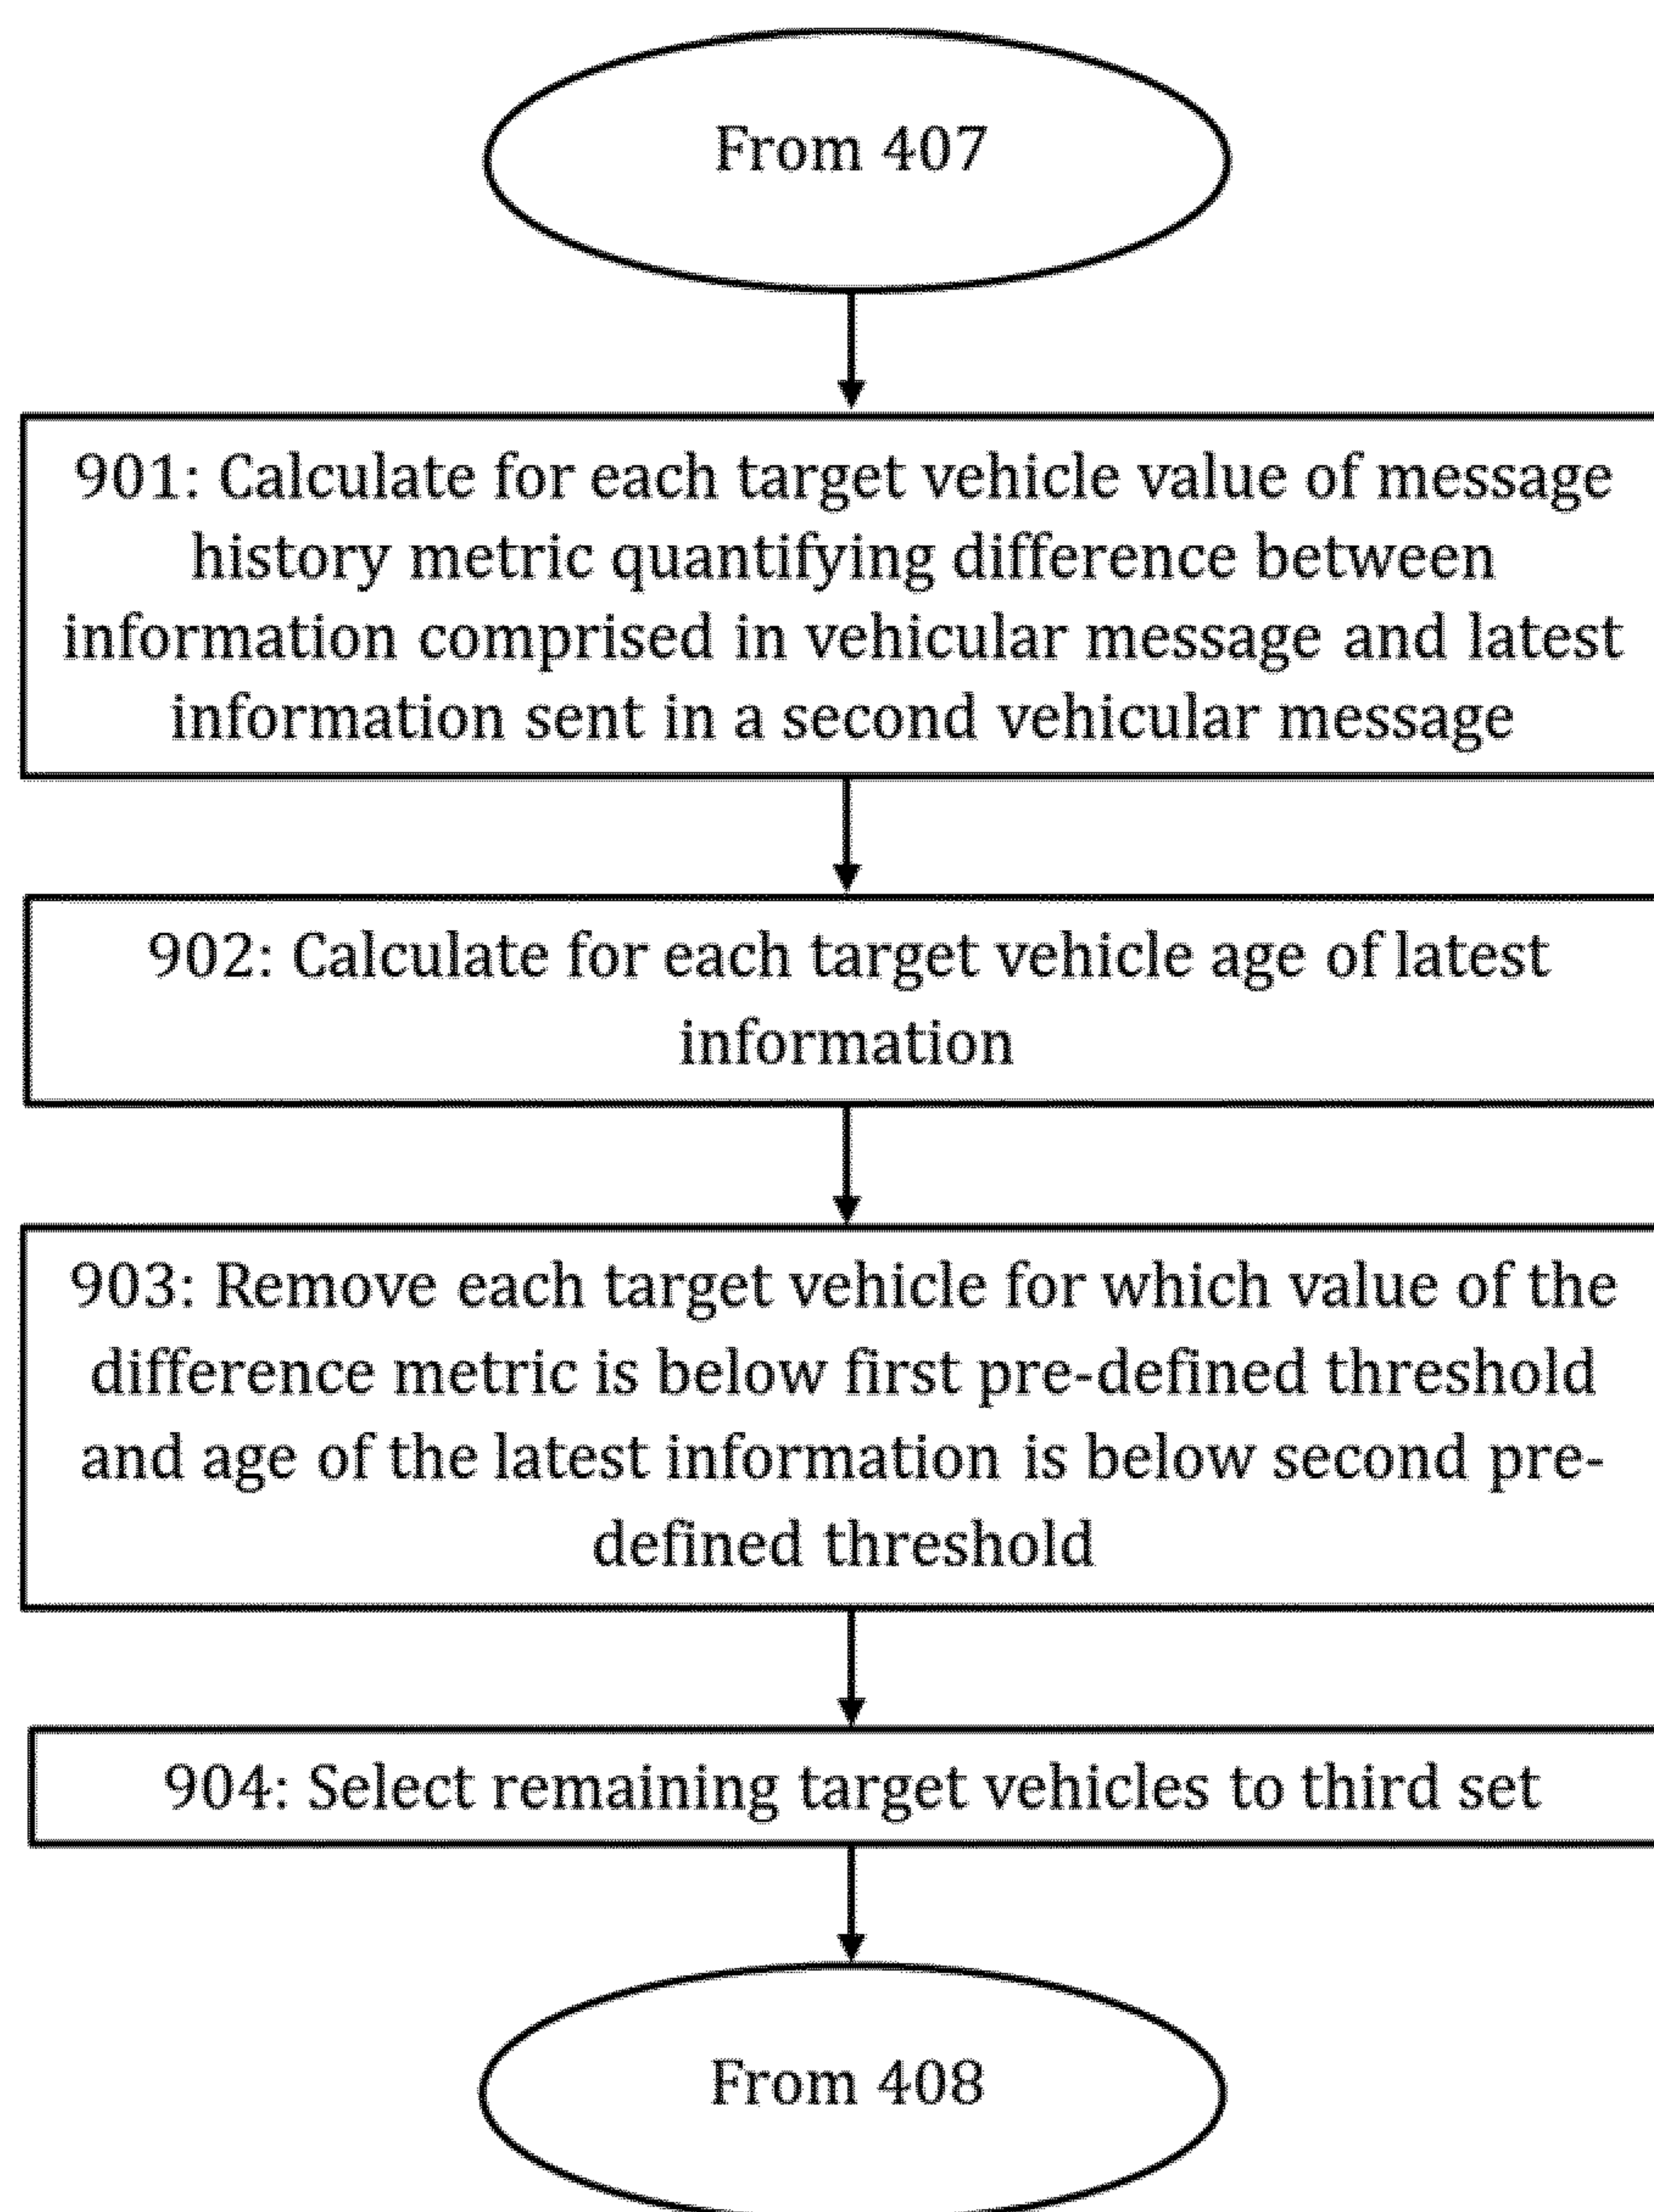 From 407
901: Calculate for each target vehicle value of message
history metric quantifying difference between
information comprised in vehicular message and latest
information sent in a second vehicular message
902: Calculate for each target vehicle age of latest
information
903: Remove each target vehicle for which value of the
difference metric is below first pre-defined threshold
and age of the latest information is below second pre-
defined threshold
904: Select remaining target vehicles to third set
From 408